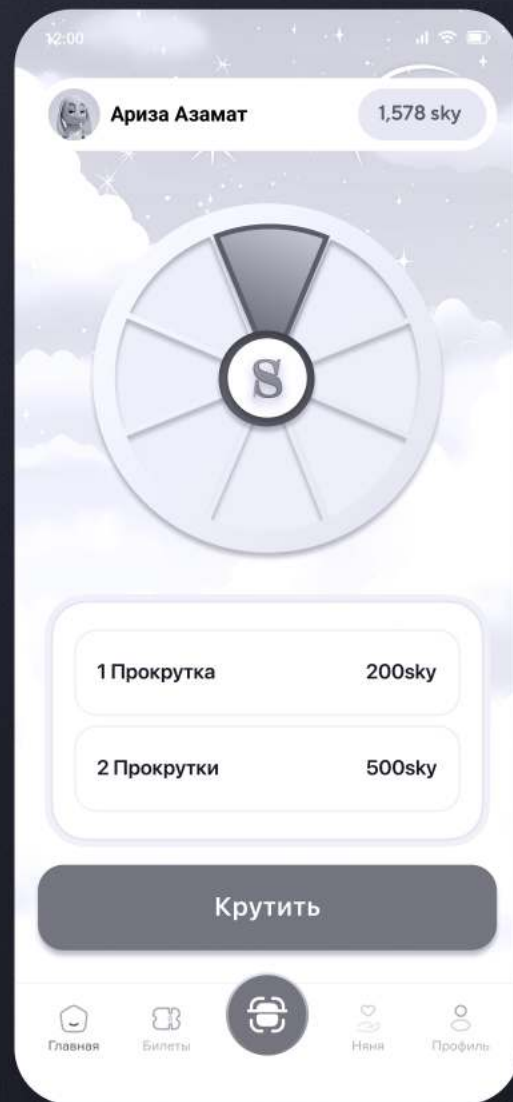 12:00
Ариза Азамат
1,578 sky
S
1 Прокрутка
200sky
2 Прокрутки
500sky
Крутить
Главная
Билеты
Няня
Профиль